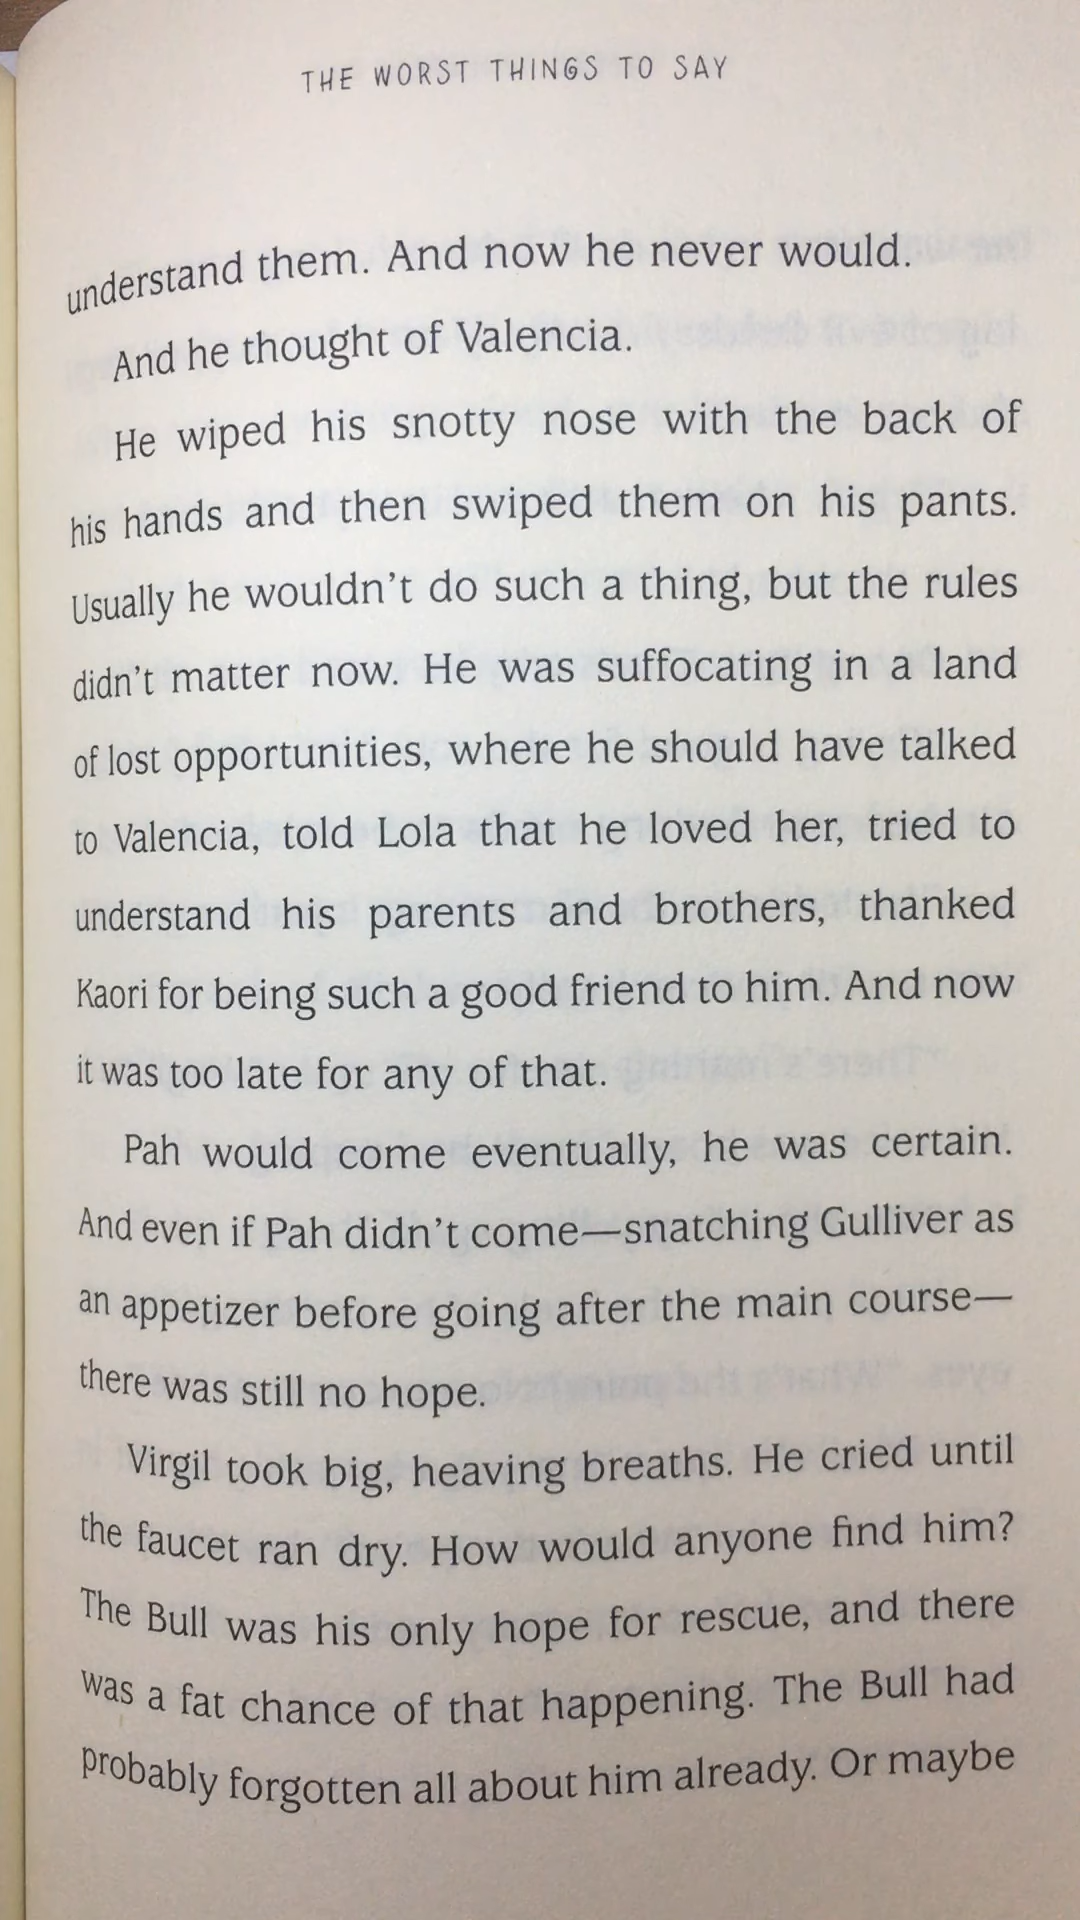 THE WORST THINGS TO SAY
understand them. And now he never would.
And he thought of Valencia.
He wiped his snotty nose with the back of
his hands and then swiped them on his pants.
Usually he wouldn't do such a thing, but the rules
didn't matter now. He was suffocating in a land
of lost opportunities, where he should have talked
to Valencia, told Lola that he loved her, tried to
understand his parents and brothers, thanked
Kaori for being such a good friend to him. And now
it was too late for any of that.
Pah would come eventually, he was certain.
And even if Pah didn't come—snatching Gulliver as
an appetizer before going after the main course—
there was still no hope.
Virgil took big, heaving breaths. He cried until
the faucet ran dry. How would anyone find him?
The Bull was his only hope for rescue, and there
was a fat chance of that happening. The Bull had
probably forgotten all about him already. Or maybe